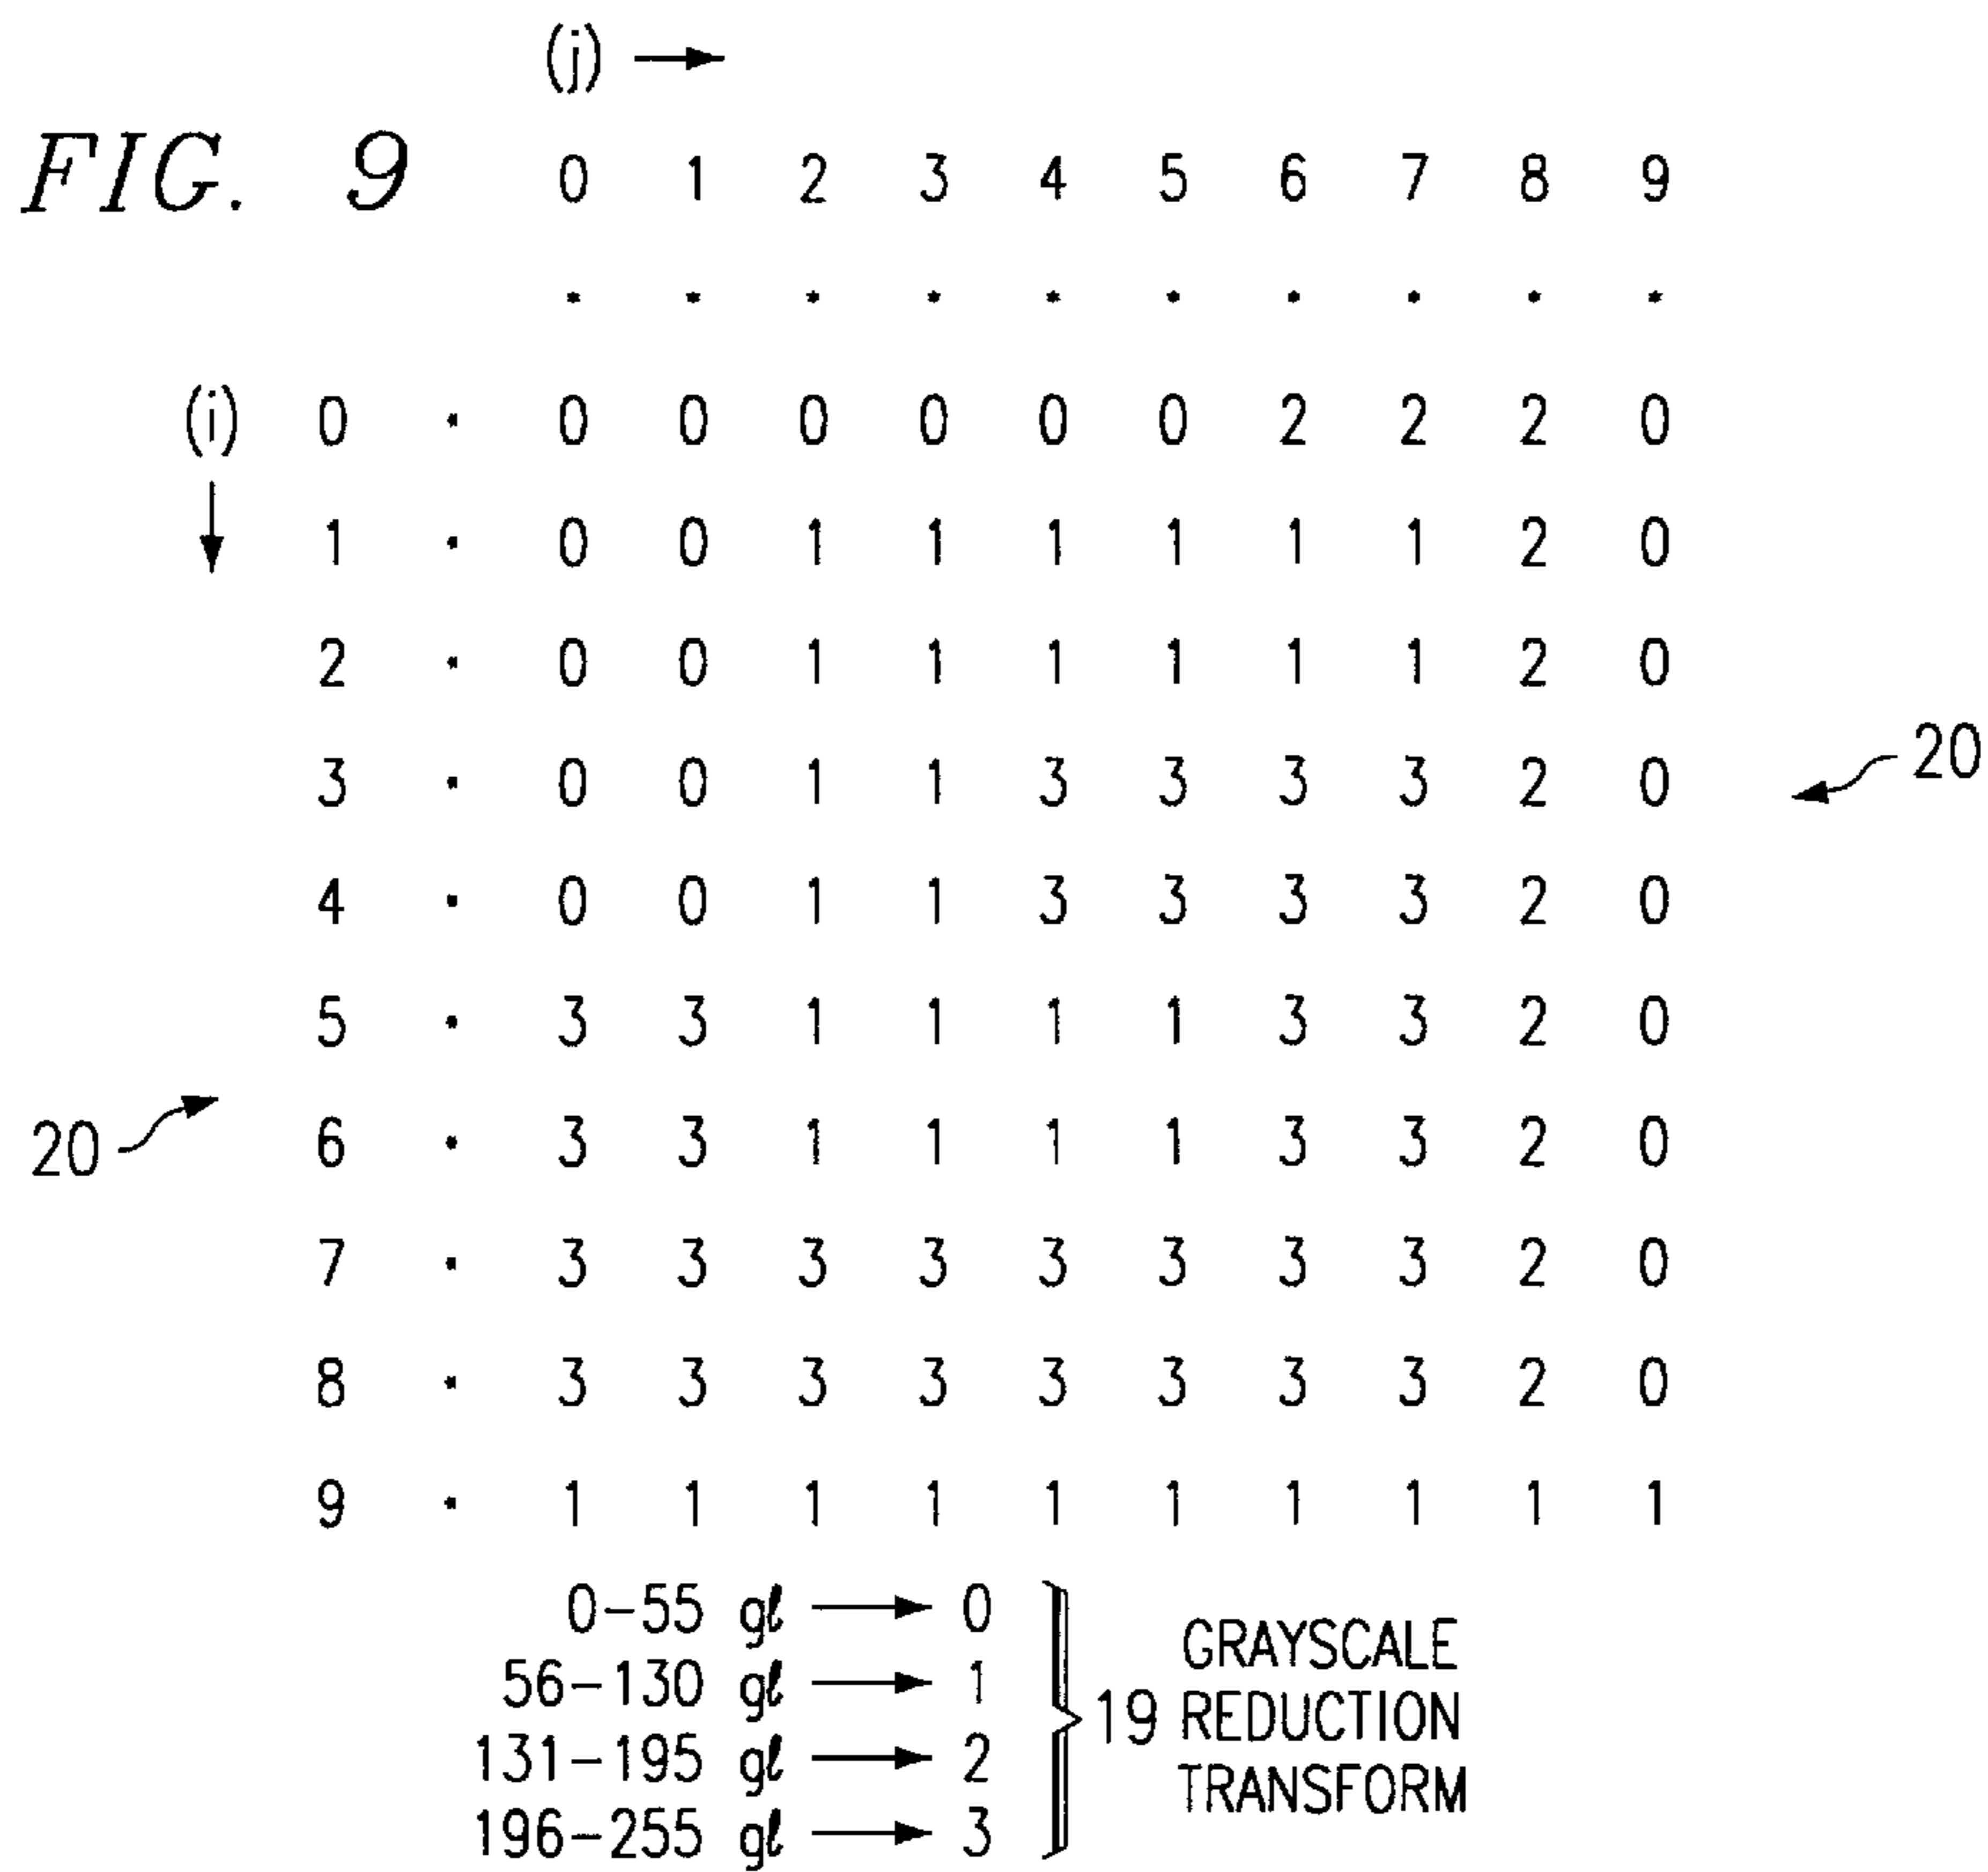 (j)
FIG. 9 0 1 2 3 4 5 6 7 8 9
(i) 0 · 0 0 0 0 0 0 2 2 2 0
1 · 0 0 1 1 1 1 1 1 2 0
2 · 0 0 1 1 1 1 1 1 2 0
3 · 0 0 1 1 3 3 3 3 2 0
20
4 · 0 0 1 1 3 3 3 3 2 0
5 · 3 3 1 1 1 1 3 3 2 0
20
6 · 3 3 1 1 1 1 3 3 2 0
7 · 3 3 3 3 3 3 3 3 2 0
8 · 3 3 3 3 3 3 3 3 2 0
9 · 1 1 1 1 1 1 1 1 1 1
0-55 gℓ → 0
56-130 gℓ → 1
131-195 gℓ → 2
196-255 gℓ → 3
GRAYSCALE
19 REDUCTION
TRANSFORM